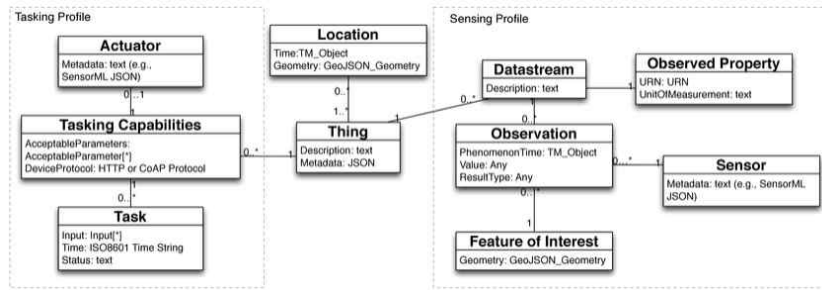 Tasking Profile
Sensing Profile
Actuator
Metadata: text (e.g.,
SensorML JSON)
0..1
1
Tasking Capabilities
AcceptableParameters:
AcceptableParameter[*]
DeviceProtocol: HTTP or CoAP Protocol
1
0..*
Task
Input: Input[*]
Time: ISO8601 Time String
Status: text
0..*
1
Location
Time:TM_Object
Geometry: GeoJSON_Geometry
0..*
1..*
Thing
Description: text
Metadata: JSON
1
0..*
Datastream
Description: text
1
1
Observed Property
URN: URN
UnitOfMeasurement: text
0..*
Observation
PhenomenonTime: TM_Object
Value: Any
ResultType: Any
0..*
1
Sensor
Metadata: text (e.g., SensorML
JSON)
0..*
1
Feature of Interest
Geometry: GeoJSON_Geometry